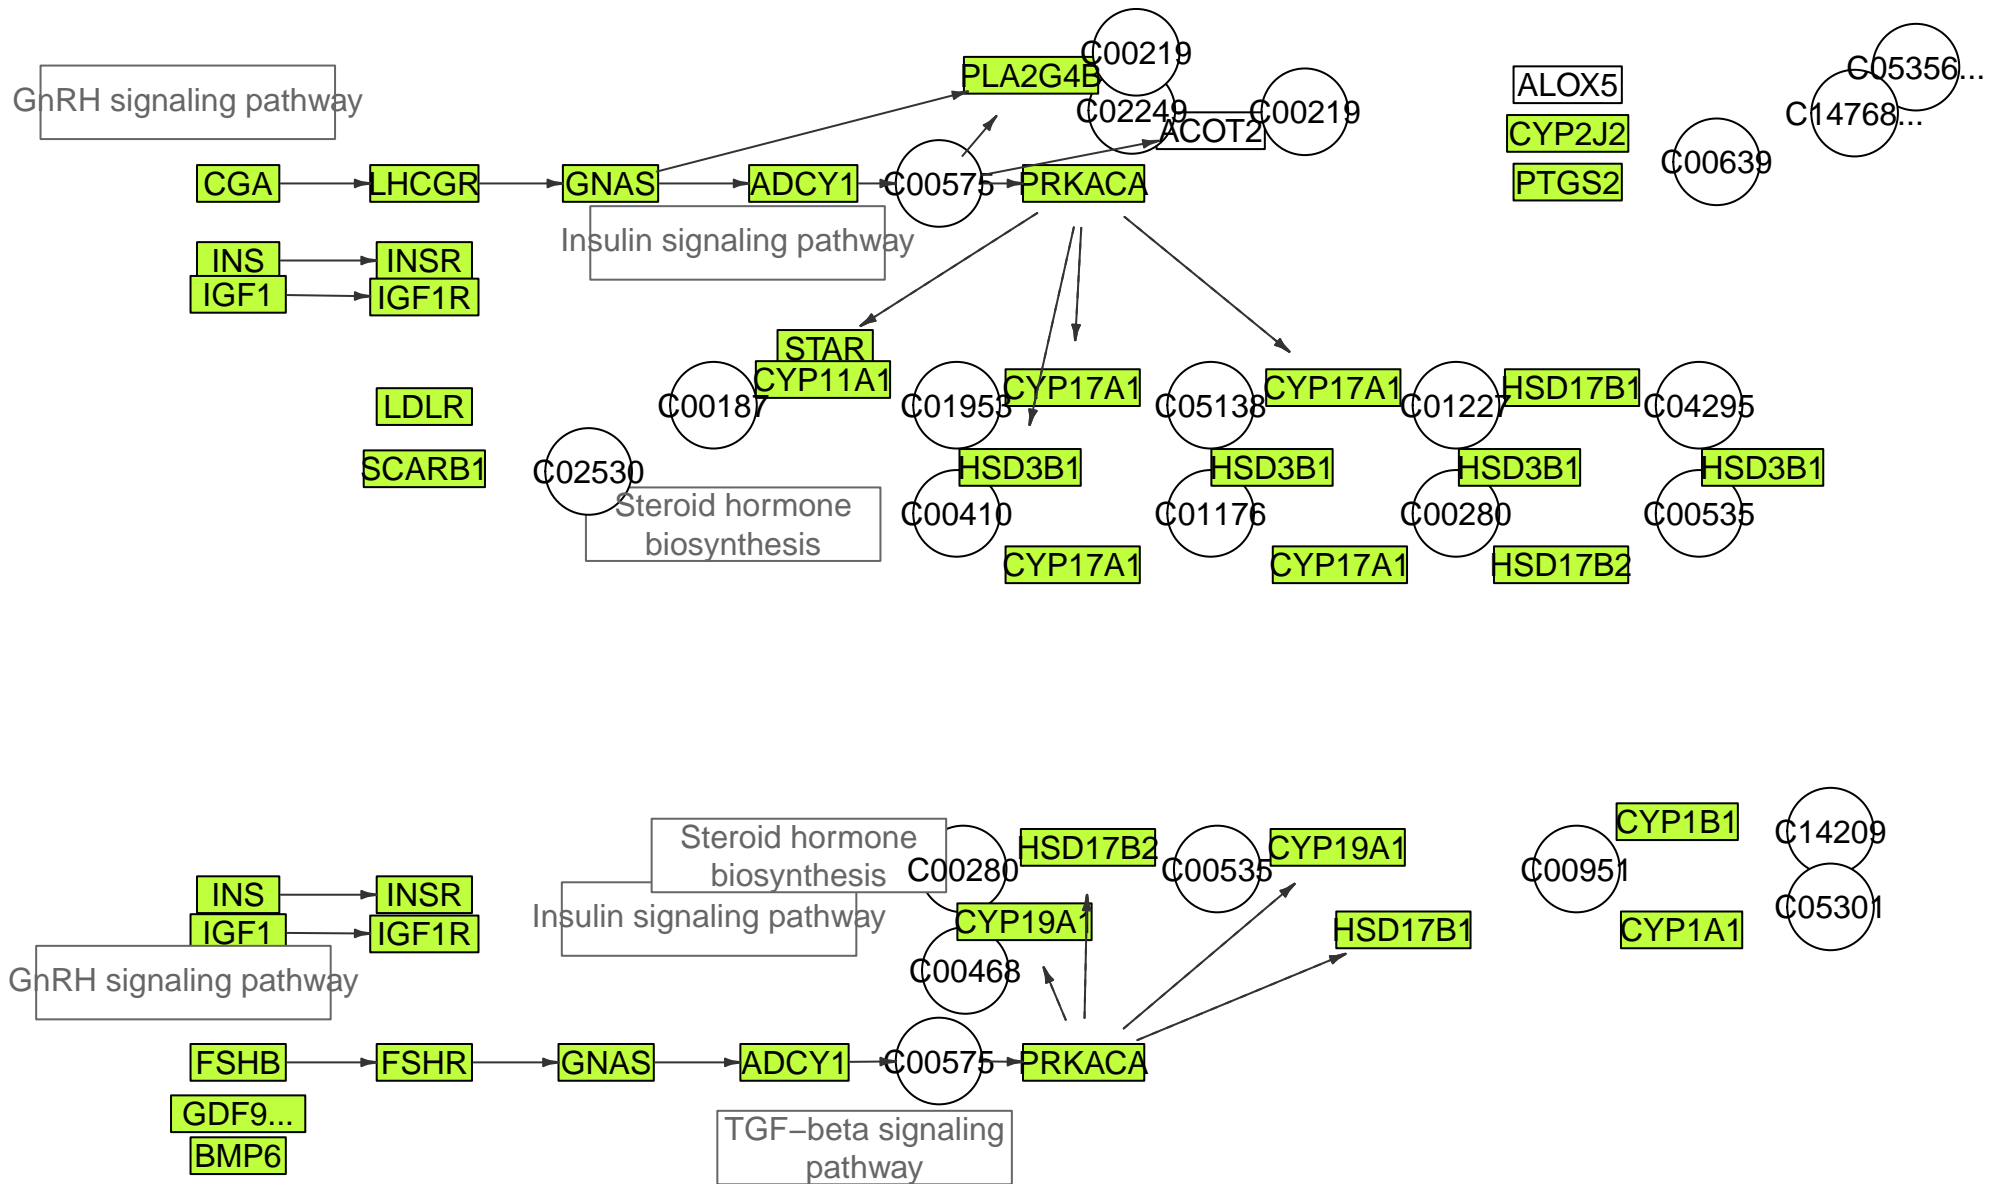 C00219
C05356...
PLA2G4B
ALOX5
GnRH signaling pathway
C02249
C00219
C14768...
ACOT2
CYP2J2
C00639
CGA
LHCGR
GNAS
ADCY1
C00575
PRKACA
PTGS2
Insulin signaling pathway
INS
INSR
IGF1
IGF1R
STAR
CYP11A1
C00187
C01953
CYP17A1
C05138
CYP17A1
C01227
HSD17B1
C04295
LDLR
SCARB1
C02530
HSD3B1
HSD3B1
HSD3B1
HSD3B1
Steroid hormone
biosynthesis
C00410
C01176
C00280
C00535
CYP17A1
CYP17A1
HSD17B2
Steroid hormone
biosynthesis
C00280
HSD17B2
C00535
CYP19A1
C00951
CYP1B1
C14209
INS
INSR
C05301
IGF1
IGF1R
Insulin signaling pathway
CYP19A1
HSD17B1
CYP1A1
GnRH signaling pathway
C00468
FSHB
FSHR
GNAS
ADCY1
C00575
PRKACA
GDF9...
BMP6
TGF−beta signaling
pathway